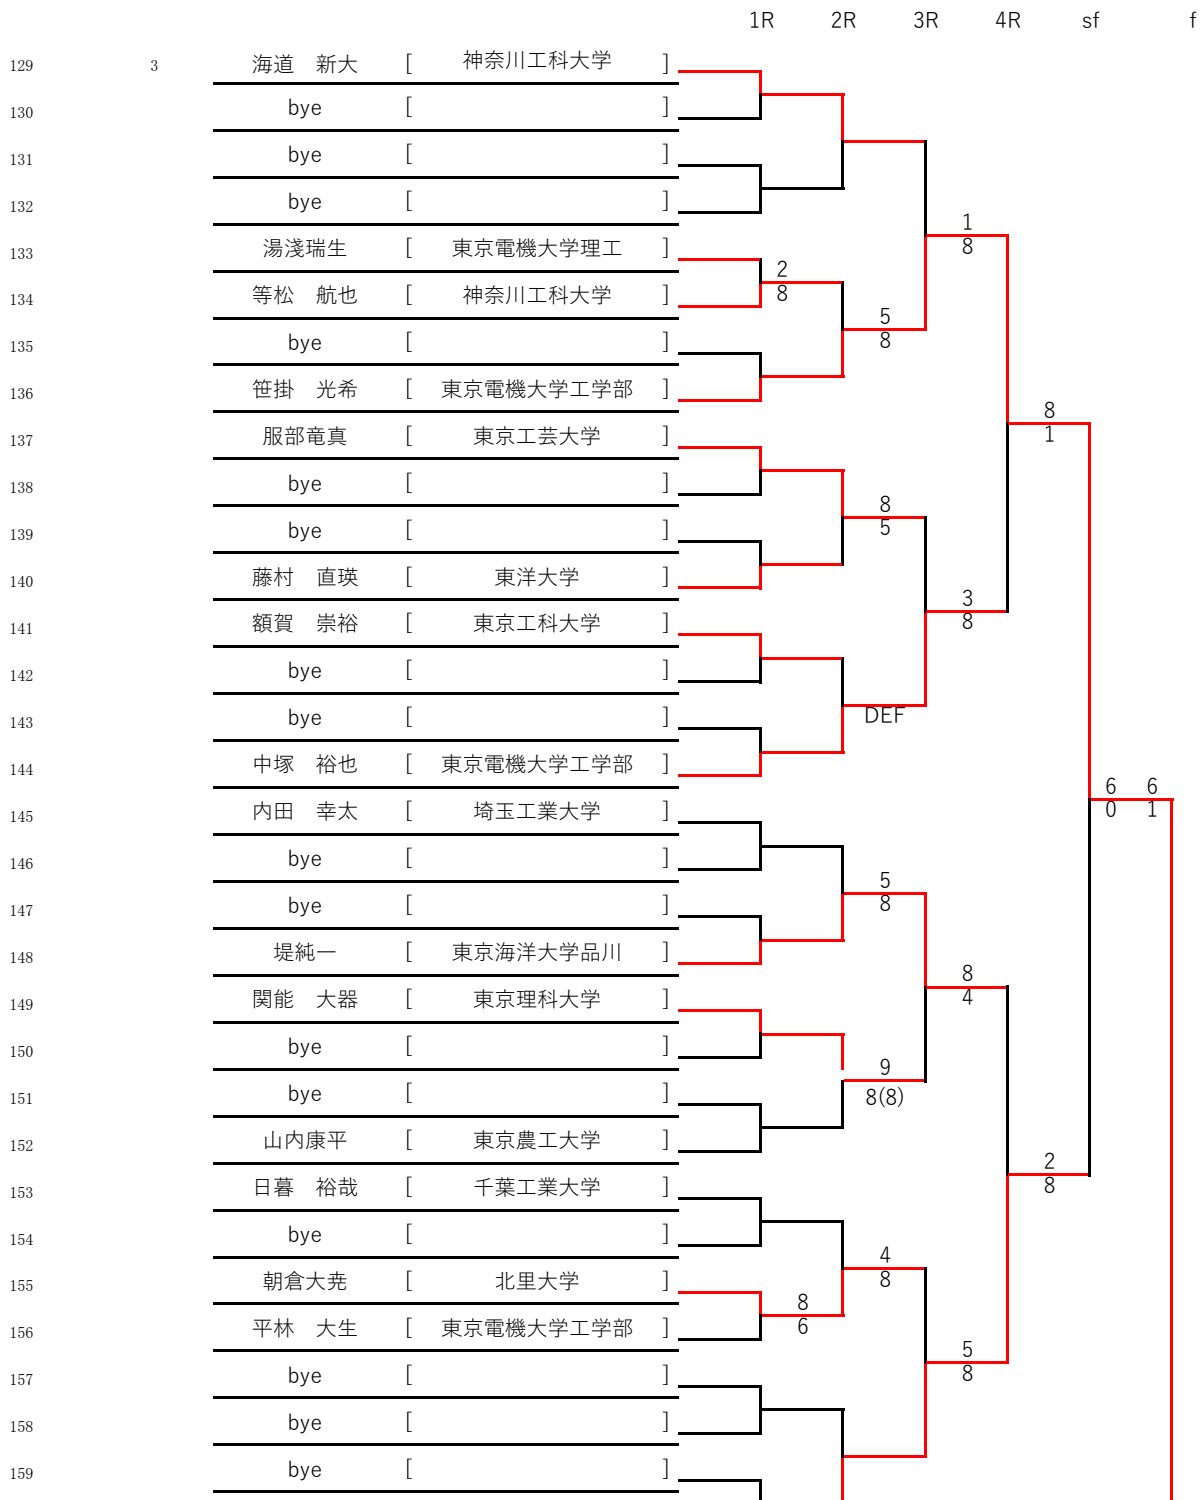 1R 2R 3R 4R sf f
129 3 海道　新大 [ 神奈川工科大学 ]
130 bye [ ]
131 bye [ ]
132 bye [ ]
1
8
133 湯淺瑞生 [ 東京電機大学理工 ]
2
8
134 等松　航也 [ 神奈川工科大学 ]
5
8
135 bye [ ]
136 笹掛　光希 [ 東京電機大学工学部 ]
8
1
137 服部竜真 [ 東京工芸大学 ]
138 bye [ ]
8
5
139 bye [ ]
140 藤村　直瑛 [ 東洋大学 ]
3
8
141 額賀　崇裕 [ 東京工科大学 ]
142 bye [ ]
DEF
143 bye [ ]
144 中塚　裕也 [ 東京電機大学工学部 ]
6 6
0 1
145 内田　幸太 [ 埼玉工業大学 ]
146 bye [ ]
5
8
147 bye [ ]
148 堤純一 [ 東京海洋大学品川 ]
8
4
149 関能　大器 [ 東京理科大学 ]
150 bye [ ]
9
8(8)
151 bye [ ]
152 山内康平 [ 東京農工大学 ]
2
8
153 日暮　裕哉 [ 千葉工業大学 ]
154 bye [ ]
4
8
155 朝倉大尭 [ 北里大学 ]
8
6
156 平林　大生 [ 東京電機大学工学部 ]
5
8
157 bye [ ]
158 bye [ ]
159 bye [ ]